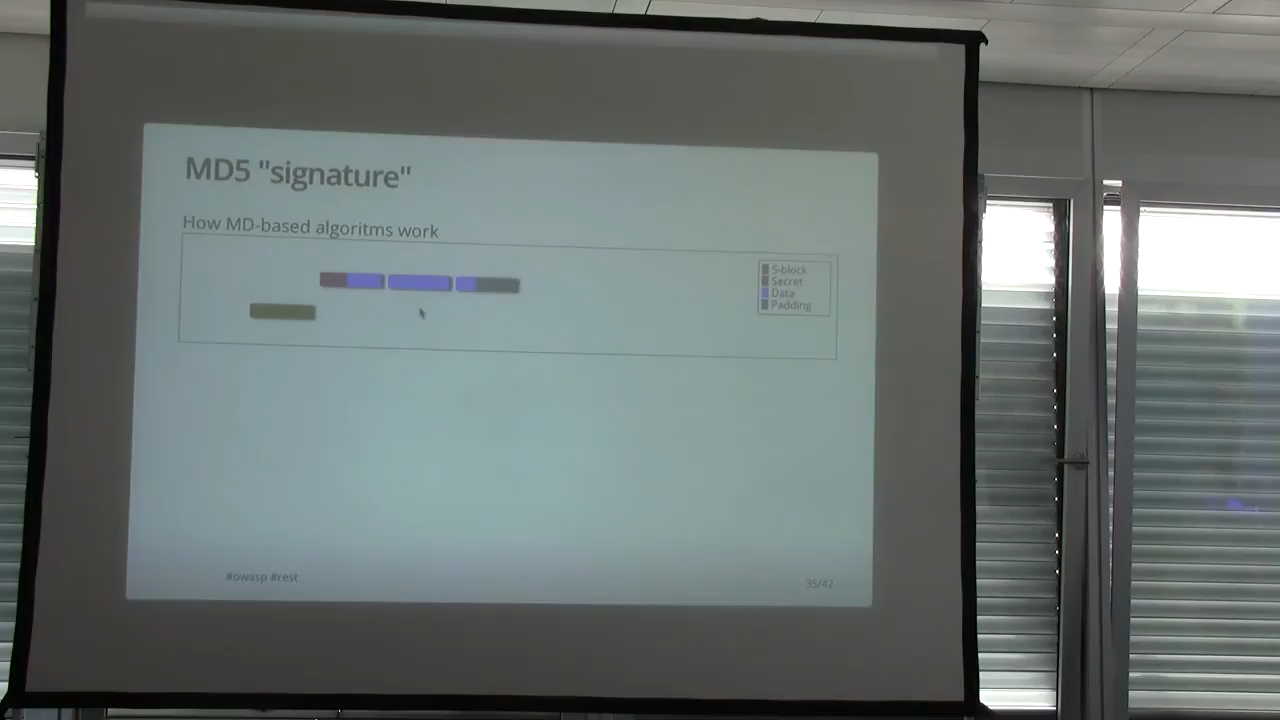 MD5 "signature"
How MD-based algoritms work
S-block
Secret
Data
Padding
#owasp #rest
35/42